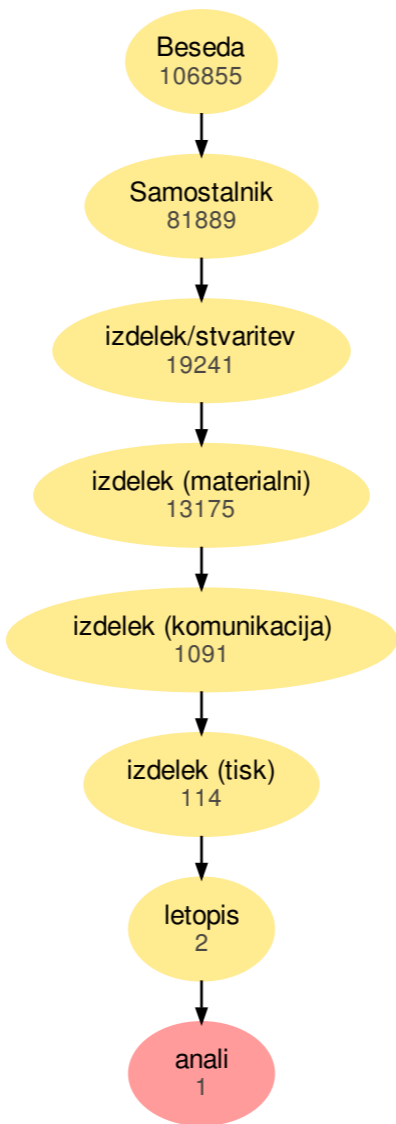 Beseda
106855
Samostalnik
81889
izdelek/stvaritev
19241
izdelek (materialni)
13175
izdelek (komunikacija)
1091
izdelek (tisk)
114
letopis
2
anali
1